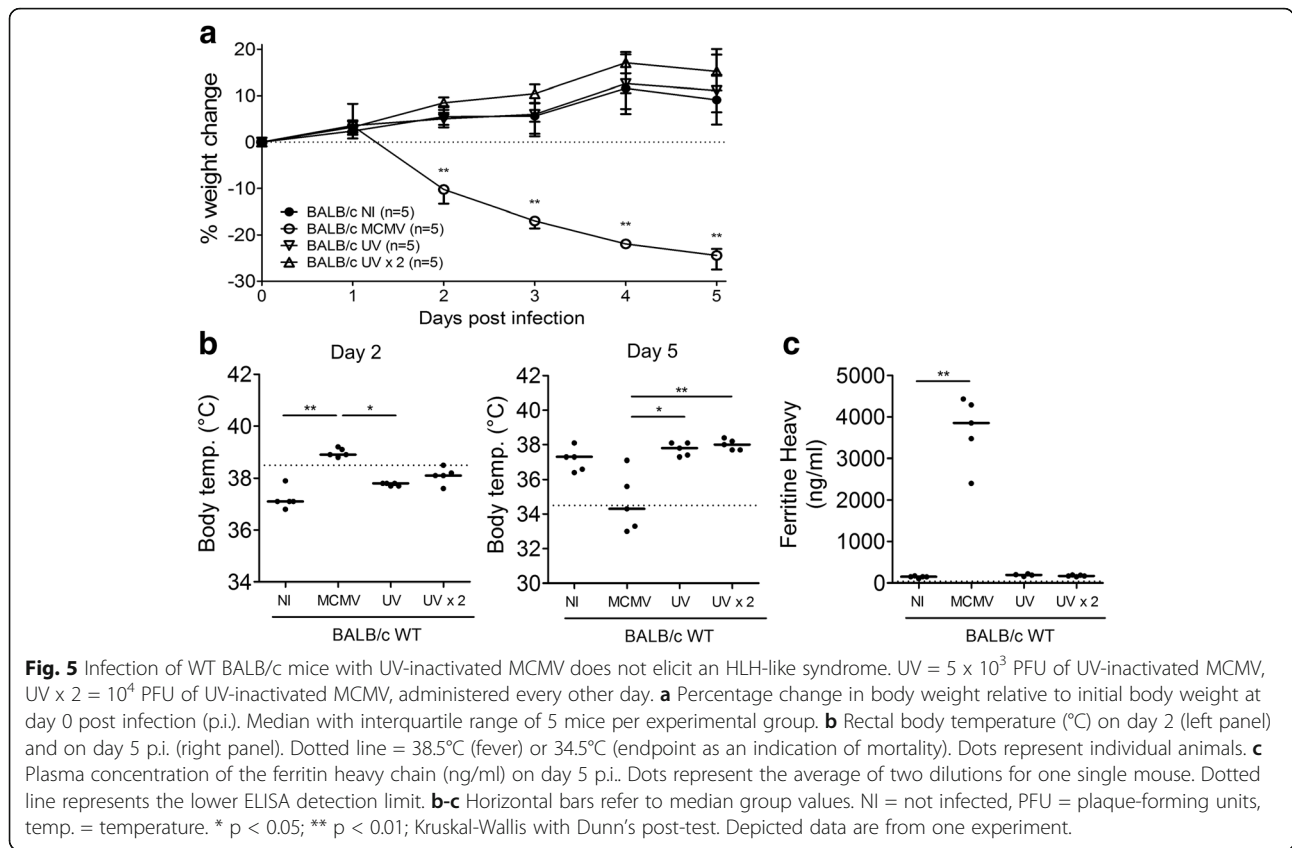 a
20
10
0
-10
-20
-30
% weight change
**
**
**
**
BALB/c NI (n=5)
BALB/c MCMV (n=5)
BALB/c UV (n=5)
BALB/c UV x 2 (n=5)
0 1 2 3 4 5
Days post infection
b
Day 2
42
40
38
36
34
Body temp. (°C)
** *
NI MCMV UV UV x 2
BALB/c WT
Day 5
42
39
36
33
30
Body temp. (°C)
**
*
NI MCMV UV UV x 2
BALB/c WT
c
5000
4000
3000
2000
1000
0
Ferritine Heavy
(ng/ml)
**
NI MCMV UV UV x 2
BALB/c WT
Fig. 5 Infection of WT BALB/c mice with UV-inactivated MCMV does not elicit an HLH-like syndrome. UV = 5 x 10³ PFU of UV-inactivated MCMV,
UV x 2 = 10⁴ PFU of UV-inactivated MCMV, administered every other day. a Percentage change in body weight relative to initial body weight at
day 0 post infection (p.i.). Median with interquartile range of 5 mice per experimental group. b Rectal body temperature (°C) on day 2 (left panel)
and on day 5 p.i. (right panel). Dotted line = 38.5°C (fever) or 34.5°C (endpoint as an indication of mortality). Dots represent individual animals. c
Plasma concentration of the ferritin heavy chain (ng/ml) on day 5 p.i.. Dots represent the average of two dilutions for one single mouse. Dotted
line represents the lower ELISA detection limit. b-c Horizontal bars refer to median group values. NI = not infected, PFU = plaque-forming units,
temp. = temperature. * p < 0.05; ** p < 0.01; Kruskal-Wallis with Dunn's post-test. Depicted data are from one experiment.